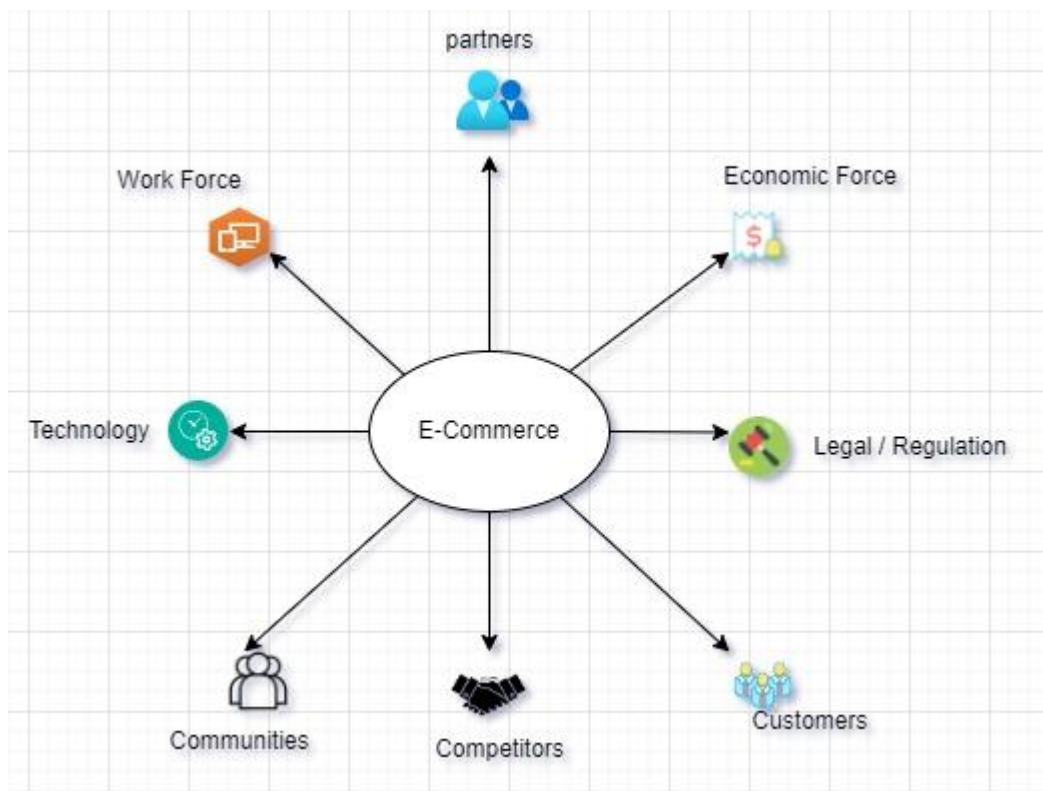 partners
Work Force
Economic Force
$
Technology
E-Commerce
Legal / Regulation
Communities
Competitors
Customers